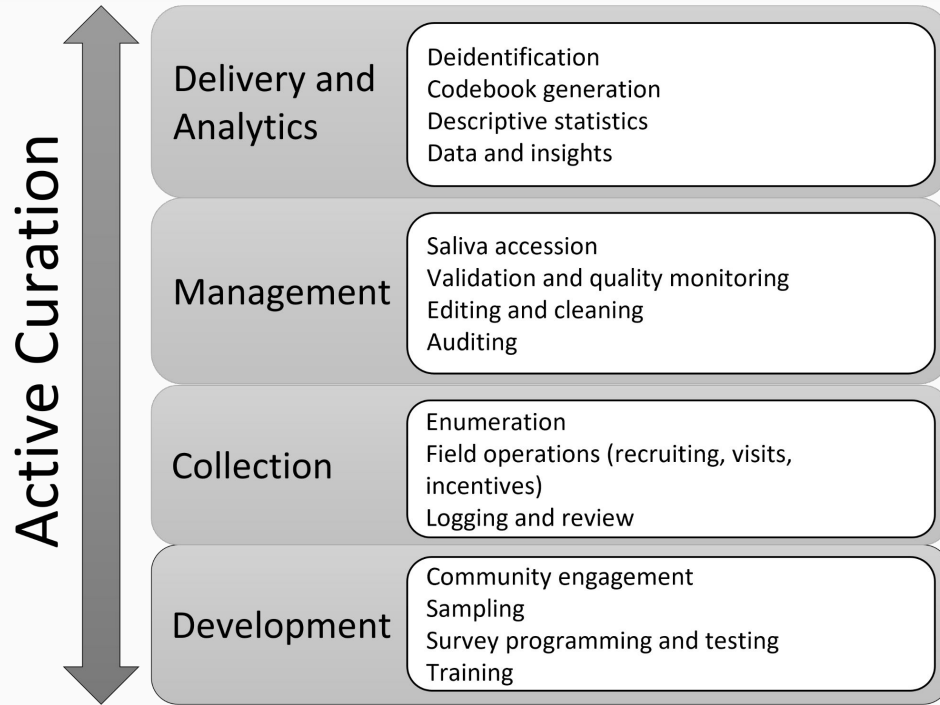 Active Curation
Delivery and
Analytics
Deidentification
Codebook generation
Descriptive statistics
Data and insights
Management
Saliva accession
Validation and quality monitoring
Editing and cleaning
Auditing
Collection
Enumeration
Field operations (recruiting, visits,
incentives)
Logging and review
Development
Community engagement
Sampling
Survey programming and testing
Training